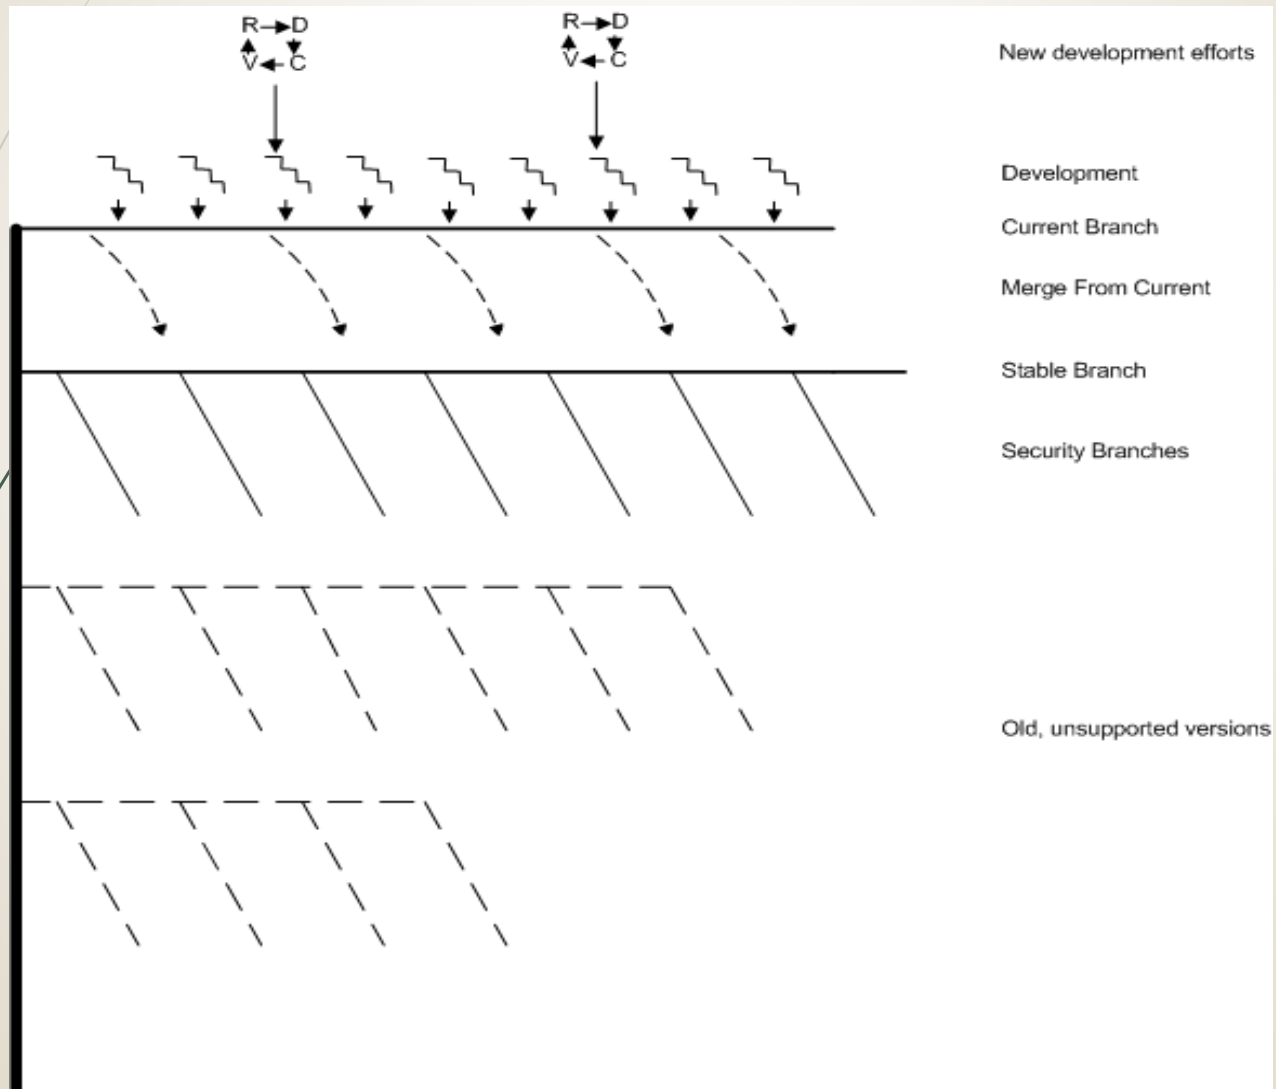 R D
V C
R D
V C
New development efforts
Development
Current Branch
Merge From Current
Stable Branch
Security Branches
Old, unsupported versions